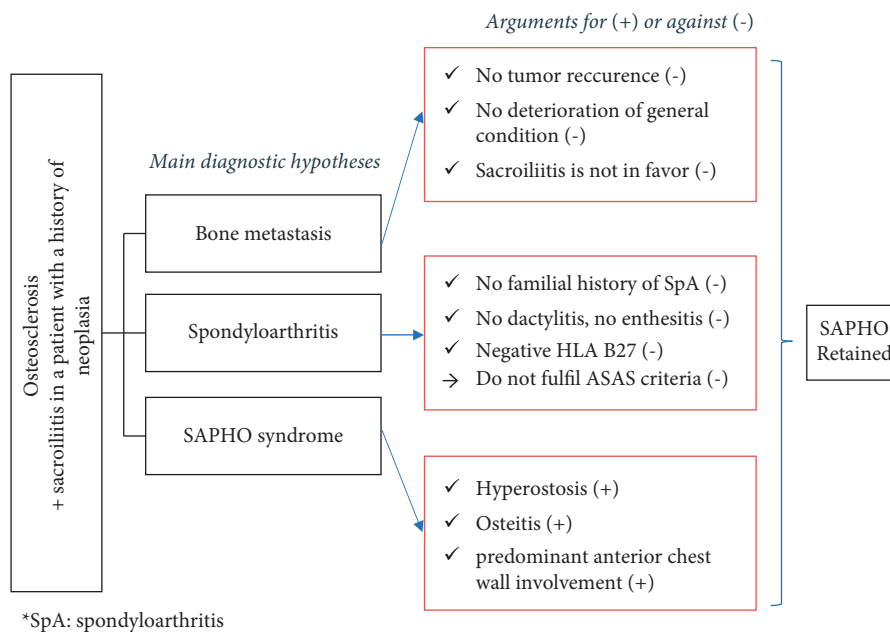 Arguments for (+) or against (-)
Main diagnostic hypotheses
Osteosclerosis
+ sacroiliitis in a patient with a history of
neoplasia
Bone metastasis
Spondyloarthritis
SAPHO syndrome
✓ No tumor reccurence (-)
✓ No deterioration of general
condition (-)
✓ Sacroiliitis is not in favor (-)
✓ No familial history of SpA (-)
✓ No dactylitis, no enthesitis (-)
✓ Negative HLA B27 (-)
→ Do not fulfil ASAS criteria (-)
✓ Hyperostosis (+)
✓ Osteitis (+)
✓ predominant anterior chest
wall involvement (+)
SAPHO
Retained
*SpA: spondyloarthritis